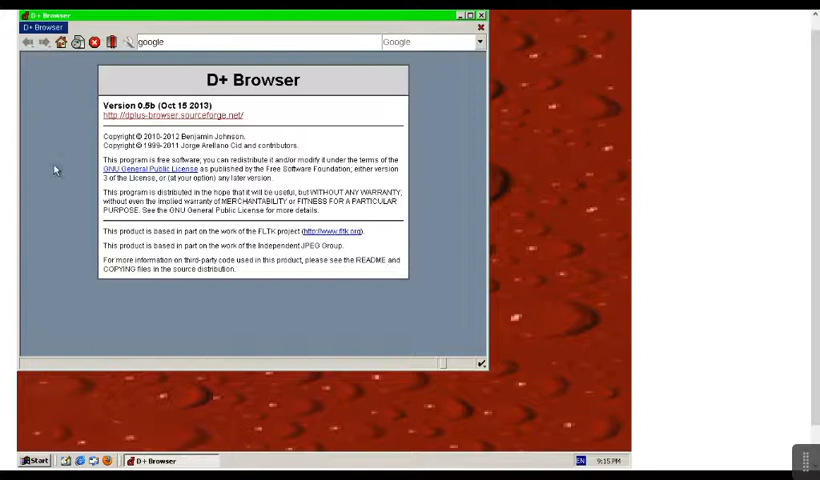 D+ Browser
D+ Browser
google
Google
D+ Browser
Version 0.5b (Oct 15 2013)
http://dplus-browser.sourceforge.net/
Copyright © 2010-2012 Benjamin Johnson.
Copyright © 1999-2011 Jorge Arellano Cid and contributors.
This program is free software; you can redistribute it and/or modify it under the terms of the
GNU General Public License as published by the Free Software Foundation; either version
3 of the License, or (at your option) any later version.
This program is distributed in the hope that it will be useful, but WITHOUT ANY WARRANTY;
without even the implied warranty of MERCHANTABILITY or FITNESS FOR A PARTICULAR
PURPOSE. See the GNU General Public License for more details.
This product is based in part on the work of the FLTK project (http://www.fltk.org).
This product is based in part on the work of the Independent JPEG Group.
For more information on third-party code used in this product, please see the README and
COPYING files in the source distribution.
Start
D+ Browser
EN
9:15 PM